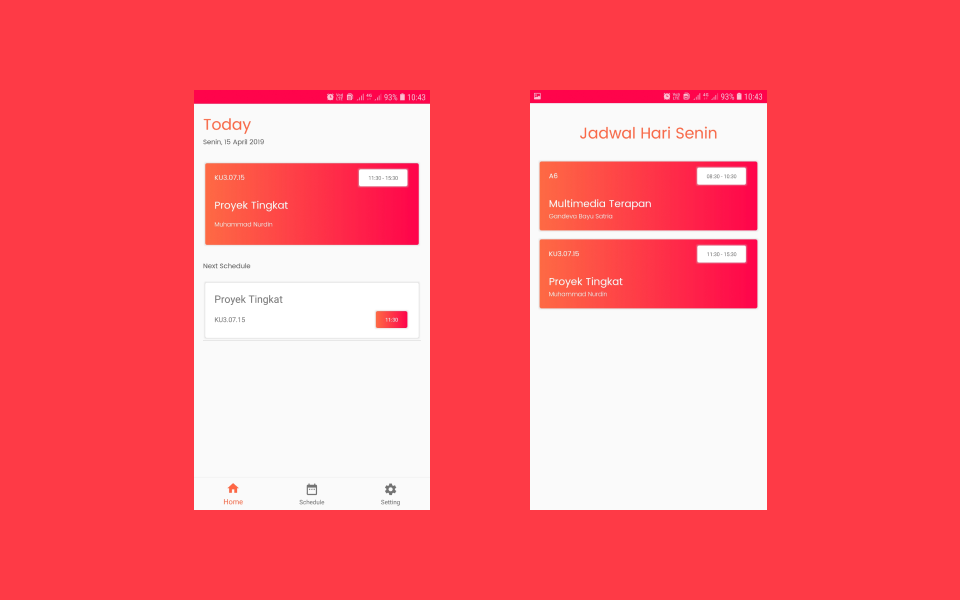 93% 10:43
Today
Senin, 15 April 2019
KU3.07.15
11:30 - 15:30
Proyek Tingkat
Muhammad Nurdin
Next Schedule
Proyek Tingkat
KU3.07.15
11:30
Home
Schedule
Setting
93% 10:43
Jadwal Hari Senin
A6
08:30 - 10:30
Multimedia Terapan
Gandeva Bayu Satria
KU3.07.15
11:30 - 15:30
Proyek Tingkat
Muhammad Nurdin